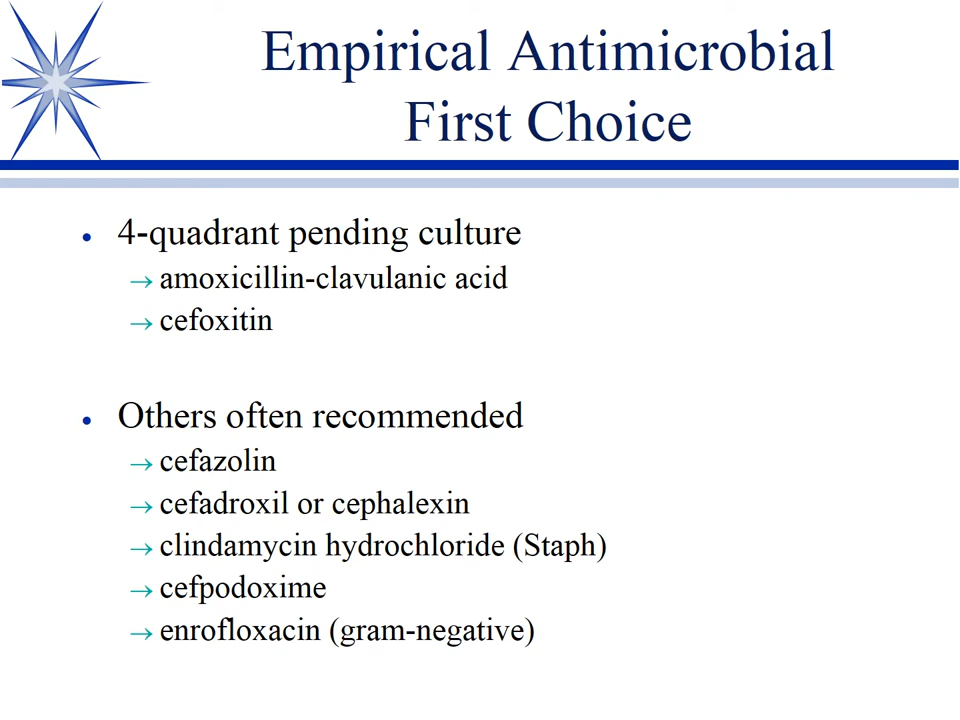 Empirical Antimicrobial
First Choice
• 4-quadrant pending culture
→ amoxicillin-clavulanic acid
→ cefoxitin
• Others often recommended
→ cefazolin
→ cefadroxil or cephalexin
→ clindamycin hydrochloride (Staph)
→ cefpodoxime
→ enrofloxacin (gram-negative)